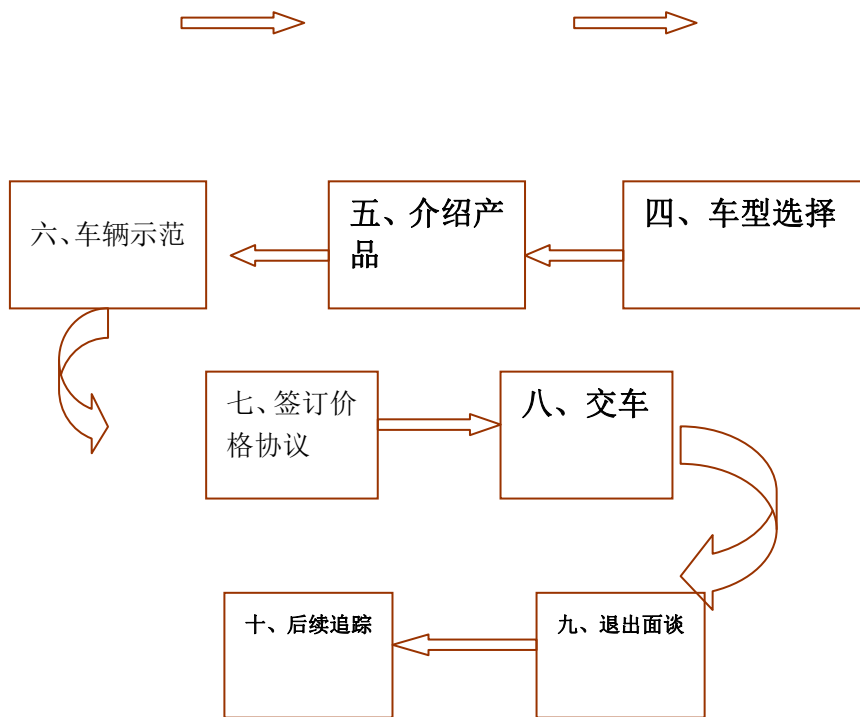 六、车辆示范
五、介绍产
品
四、车型选择
七、签订价
格协议
八、交车
十、后续追踪
九、退出面谈